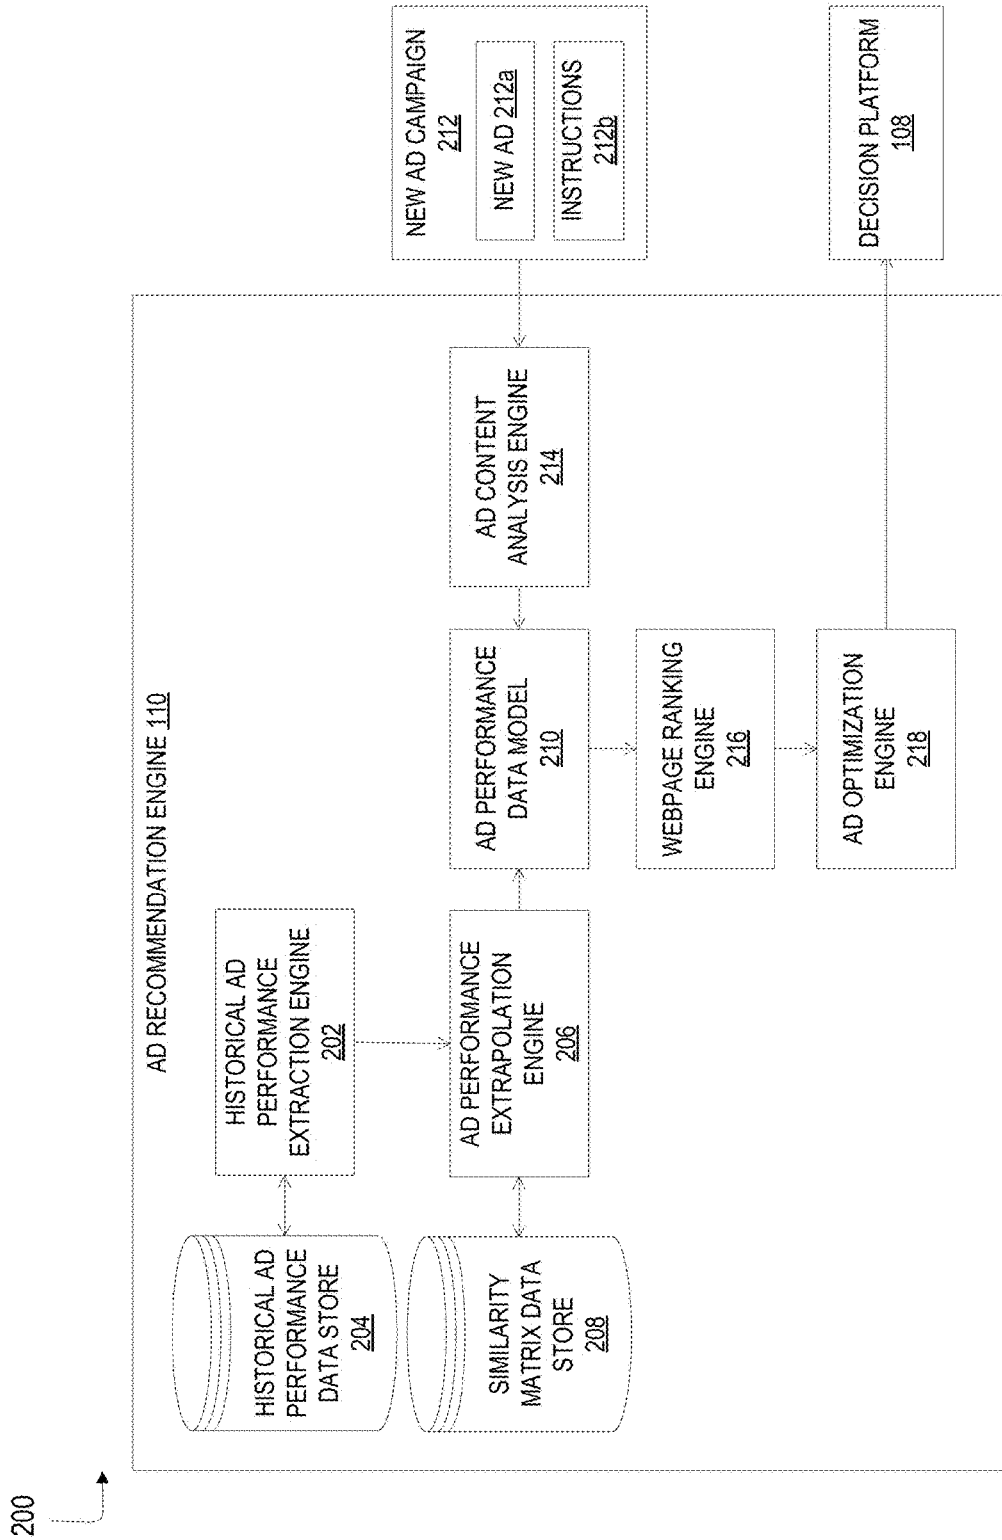 200
AD RECOMMENDATION ENGINE 110
HISTORICAL AD
PERFORMANCE
DATA STORE
204
HISTORICAL AD
PERFORMANCE
EXTRACTION ENGINE
202
SIMILARITY
MATRIX DATA
STORE
208
AD PERFORMANCE
EXTRAPOLATION
ENGINE
206
AD PERFORMANCE
DATA MODEL
210
AD CONTENT
ANALYSIS ENGINE
214
NEW AD CAMPAIGN
212
NEW AD 212a
INSTRUCTIONS
212b
WEBPAGE RANKING
ENGINE
216
AD OPTIMIZATION
ENGINE
218
DECISION PLATFORM
108